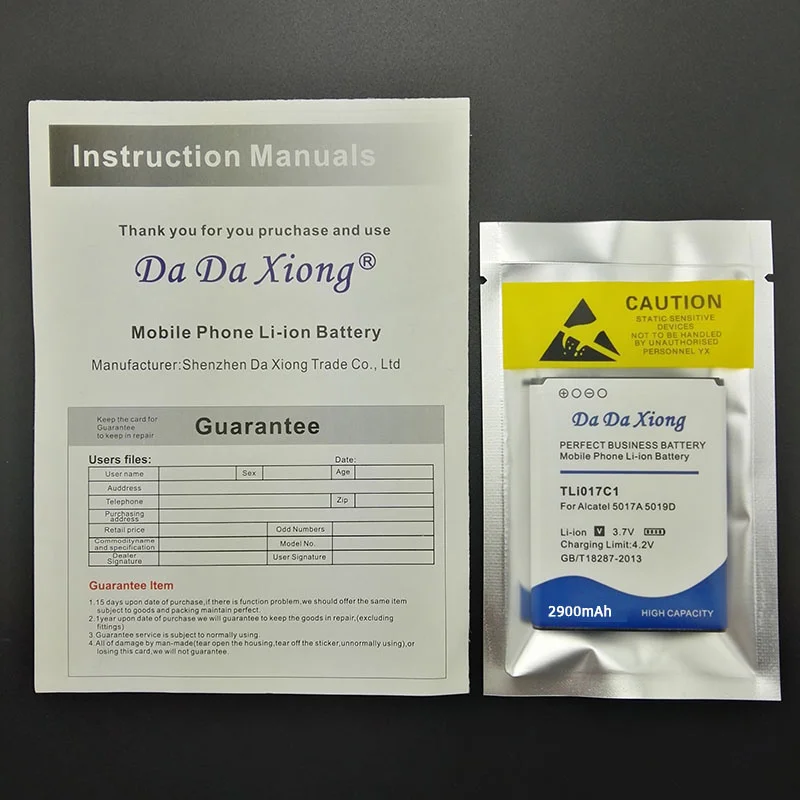 Instruction Manuals
Thank you for you pruchase and use
Da Da Xiong®
Mobile Phone Li-ion Battery
Manufacturer:Shenzhen Da Xiong Trade Co., Ltd
Keep the card for
Guarantee
to keep in repair
Guarantee
Users files:
Date:
User name
Sex
Age
Auddress
Telephone
Zip
Purchasing
address
Retail price
Odd Numbers
Commodityname
and specification
Model No.
Dealer
Signature
User Signature
Guarantee Item
1.15 days upon date of purchase,if there is function problem,we should offer the same item
subject to goods and packing maintain perfect.
2.1year upon date of purchase,we will guarantee to keep the goods in repair,(excluding
fittings)
3.Guarantee service is subject to normally using.
4.All of damage by man-made(tear open the housing,tear off the sticker,unnormally using),or
losing this card,we will not guarantee.
CAUTION
STATIC-SENSITIVE
DEVICES
NOT TO BE HANDLED
BY UNAUTHORISED
PERSONNEL YX
Da Da Xiong
PERFECT BUSINESS BATTERY
Mobile Phone Li-ion Battery
TLi017C1
For Alcatel 5017A 5019D
Li-ion V 3.7V
Charging Limit:4.2V
GB/T18287-2013
2900mAh
HIGH CAPACITY